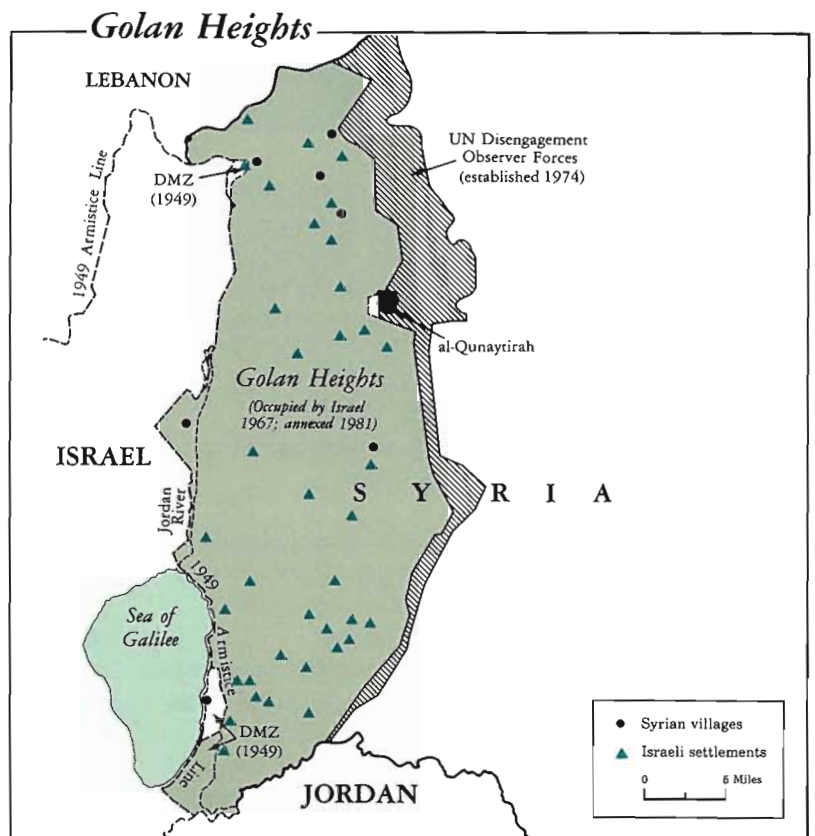 Golan Heights
LEBANON
UN Disengagement
Observer Forces
(established 1974)
DMZ
(1949)
1949 Armistice Line
al-Qunaytirah
Golan Heights
(Occupied by Israel
1967; annexed 1981)
ISRAEL
S Y R I A
Jordan
River
1949
Armistice
Line
Sea of
Galilee
DMZ
(1949)
JORDAN
Syrian villages
Israeli settlements
0 5 Miles